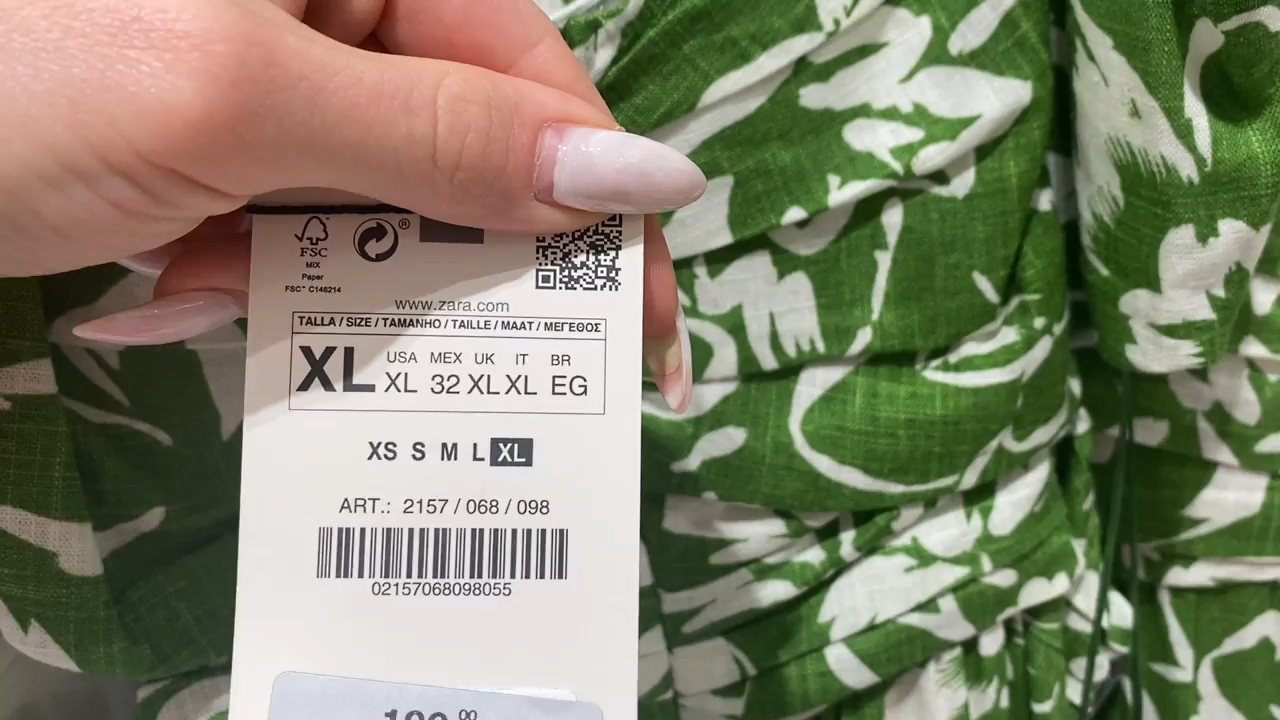 FSC
®
MIX
Paper
FSC™ C146214
www.zara.com
TALLA / SIZE / TAMANHO / TAILLE / MAAT / ΜΕΓΕΘΟΣ
XL
USA MEX UK IT BR
XL 32 XL XL EG
XS S M L XL
ART.: 2157 / 068 / 098
02157068098055